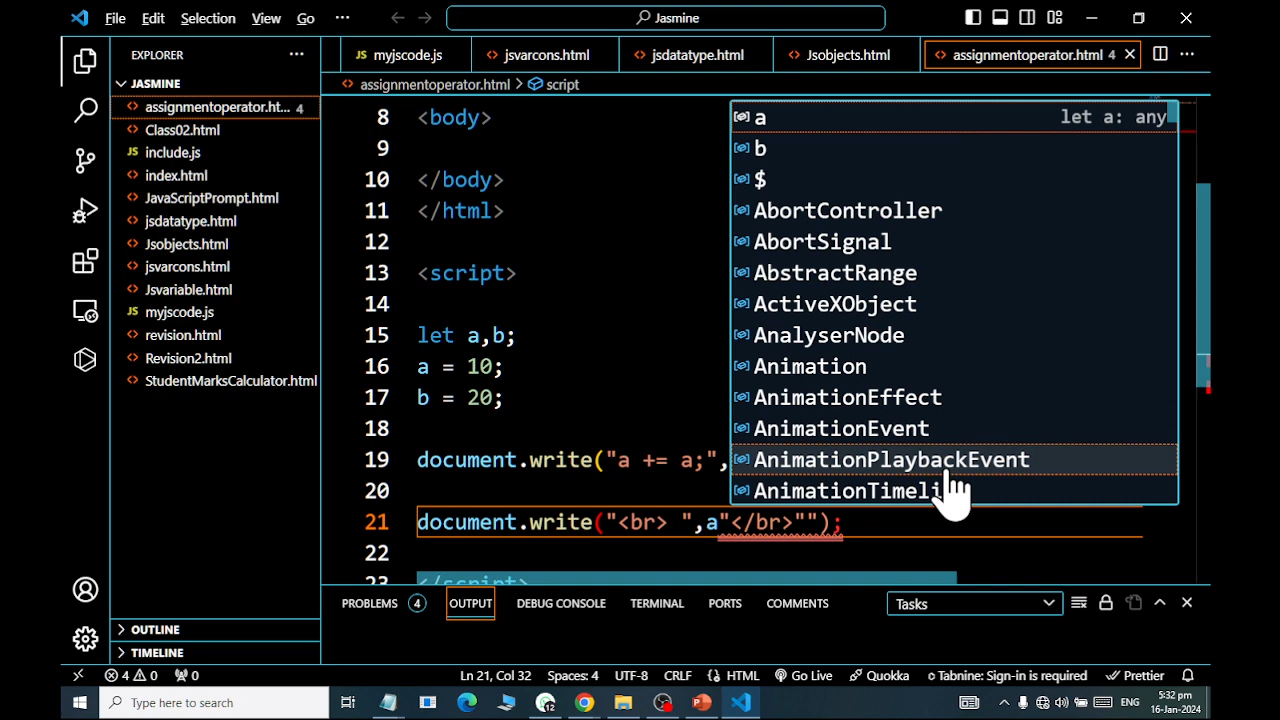 File Edit Selection View Go ... Jasmine
EXPLORER ...
myjscode.js jsvarcons.html jsdatatype.html Jsobjects.html assignmentoperator.html 4
JASMINE
assignmentoperator.html > script
assignmentoperator.ht... 4
Class02.html
include.js
index.html
JavaScriptPrompt.html
jsdatatype.html
Jsobjects.html
jsvarcons.html
Jsvariable.html
myjscode.js
revision.html
Revision2.html
StudentMarksCalculator.html
OUTLINE
TIMELINE
8 <body>
9
10 </body>
11 </html>
12
13 <script>
14
15 let a,b;
16 a = 10;
17 b = 20;
18
19 document.write("a += a;",
20
21 document.write("<br> ",a"</br>"");
22
23 </script>
a let a: any
b
$
AbortController
AbortSignal
AbstractRange
ActiveXObject
AnalyserNode
Animation
AnimationEffect
AnimationEvent
AnimationPlaybackEvent
AnimationTimeli
PROBLEMS 4 OUTPUT DEBUG CONSOLE TERMINAL PORTS COMMENTS Tasks
4 0 0 Ln 21, Col 32 Spaces: 4 UTF-8 CRLF HTML Go Live Quokka Tabnine: Sign-in is required Prettier
Type here to search 12 ENG 5:32 pm
16-Jan-2024